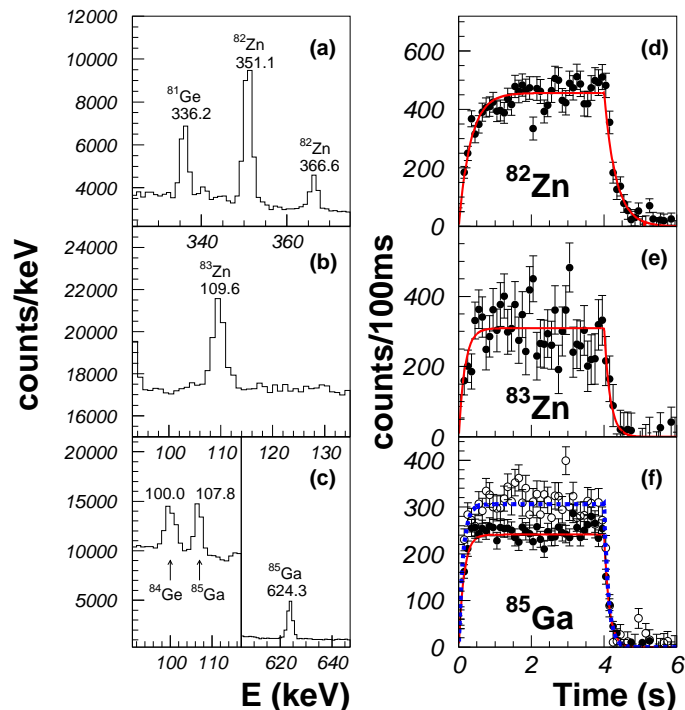 counts/keV
12000
10000
8000
6000
4000
(a)
⁸²Zn
351.1
⁸¹Ge
336.2
⁸²Zn
366.6
340
360
24000
22000
20000
18000
16000
(b)
⁸³Zn
109.6
100
110
120
130
20000
15000
10000
5000
(c)
100.0
107.8
⁸⁴Ge
⁸⁵Ga
⁸⁵Ga
624.3
100
110
620
640
E (keV)
counts/100ms
600
400
200
0
(d)
⁸²Zn
400
200
0
(e)
⁸³Zn
400
300
200
100
0
(f)
⁸⁵Ga
0
2
4
6
Time (s)